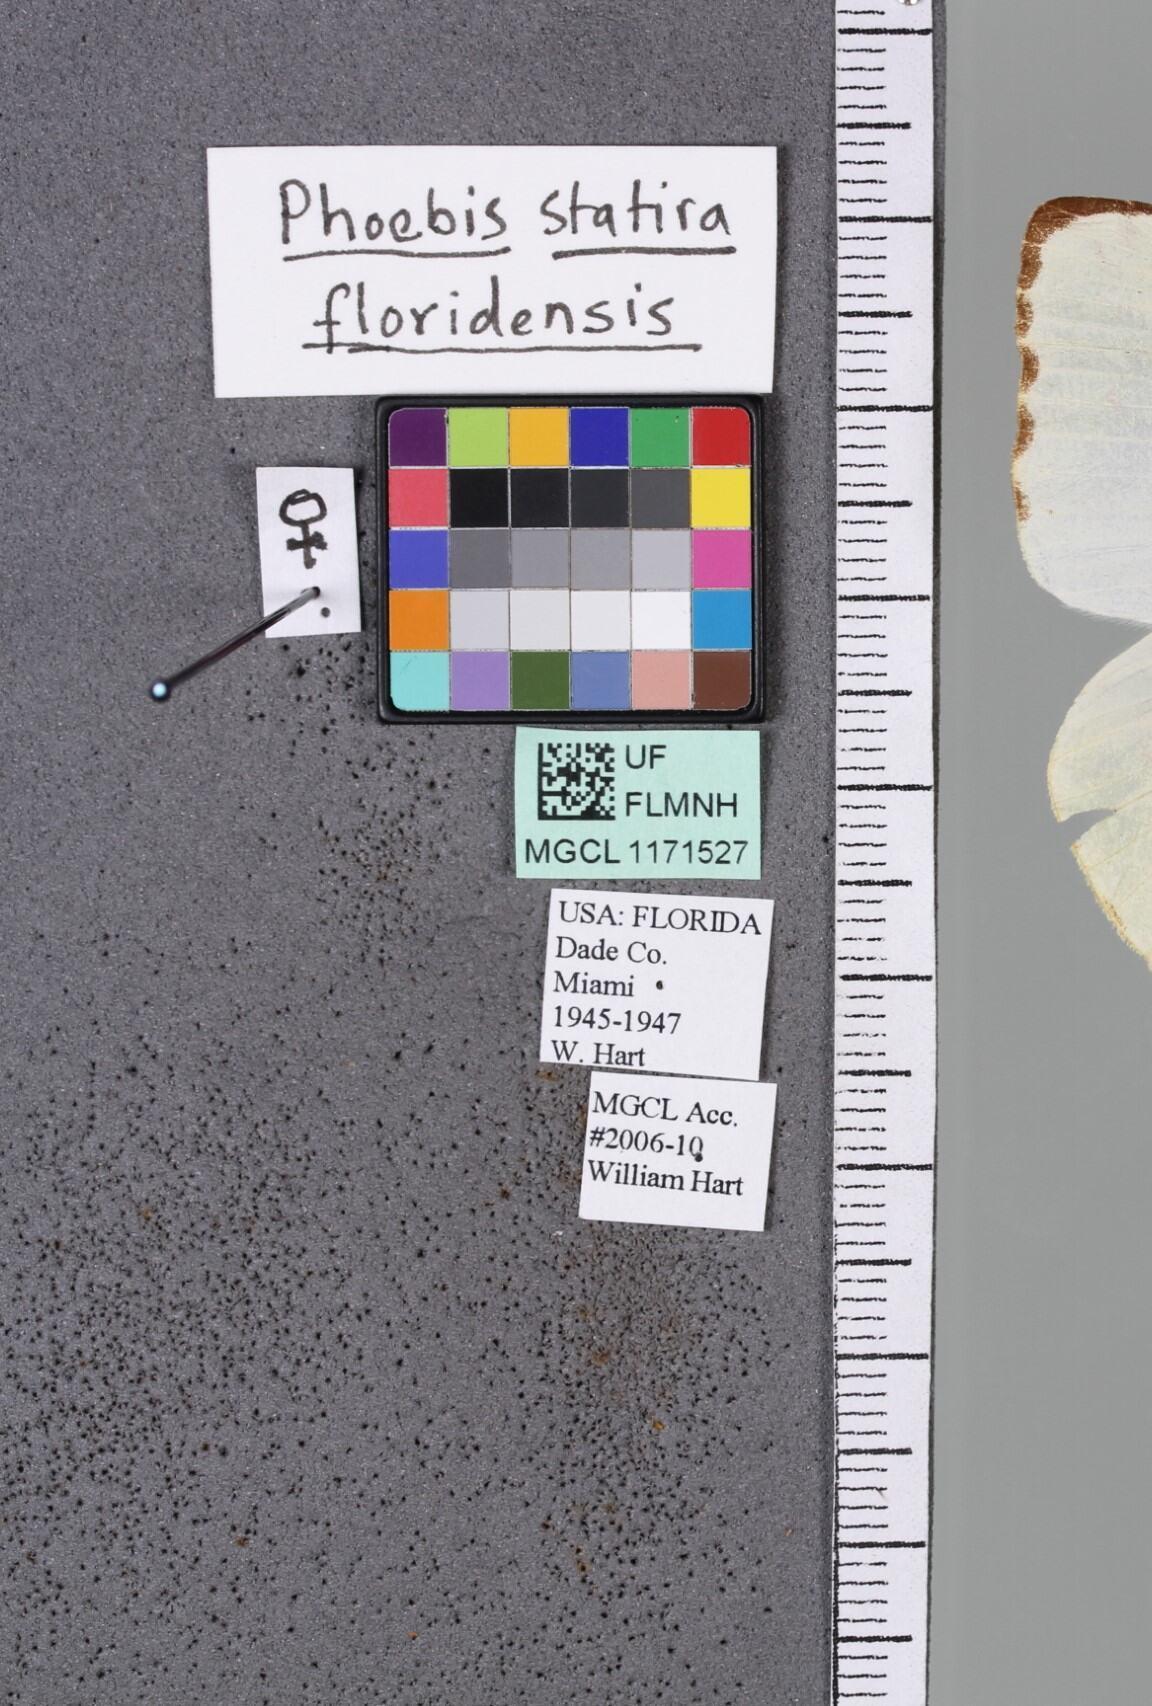 Phoebis statira
floridensis
♀
UF
FLMNH
MGCL 1171527
USA: FLORIDA
Dade Co.
Miami
1945-1947
W. Hart
MGCL Acc.
#2006-10
William Hart